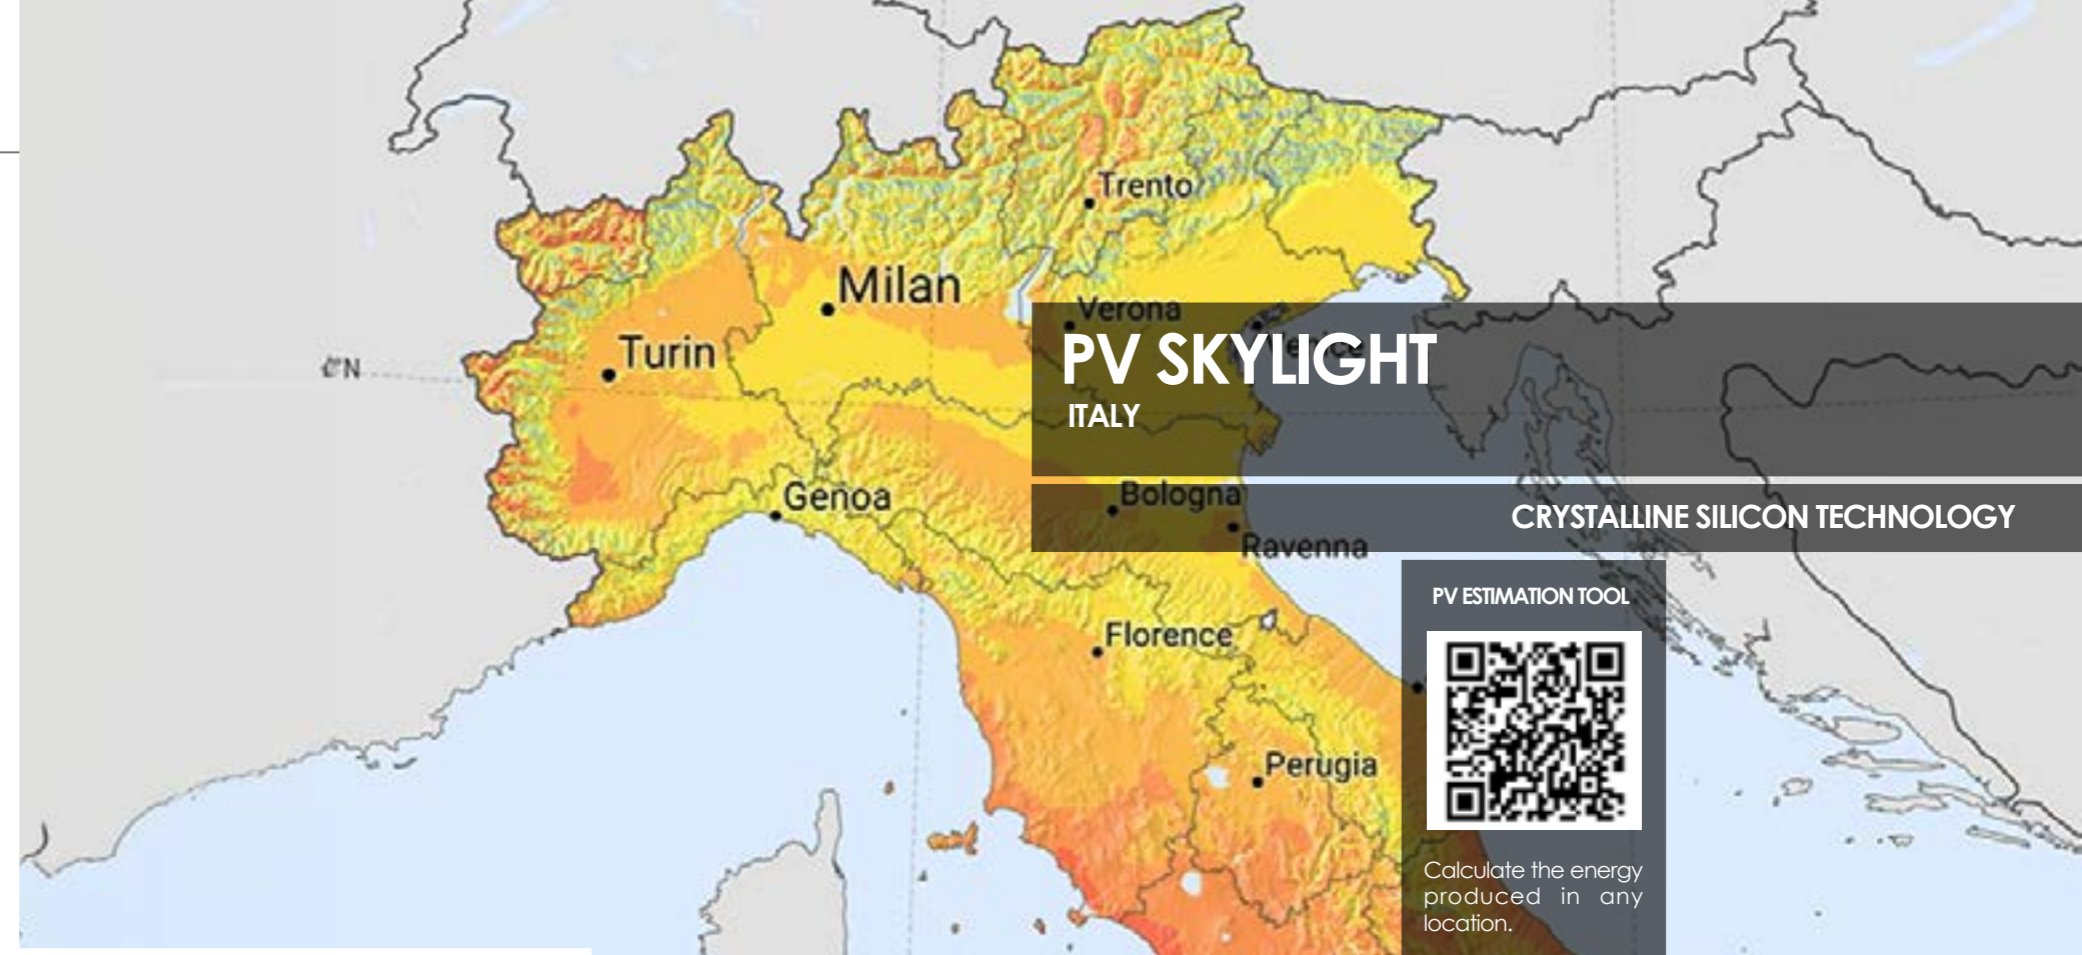 Trento
Milan
Verona
Turin
PV SKYLIGHT
ITALY
Genoa
Bologna
CRYSTALLINE SILICON TECHNOLOGY
Ravenna
PV ESTIMATION TOOL
Florence
Perugia
Calculate the energy
produced in any
location.